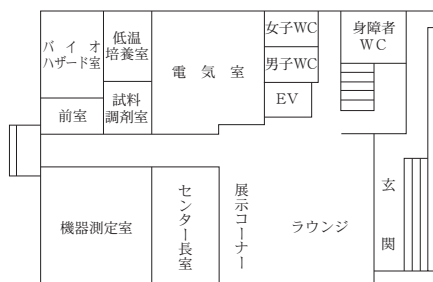 バイオ
ハザード室
低温
培養室
電気室
女子WC
男子WC
EV
身障者
WC
前室
試料
調剤室
機器測定室
センター長室
展示コーナー
ラウンジ
玄関